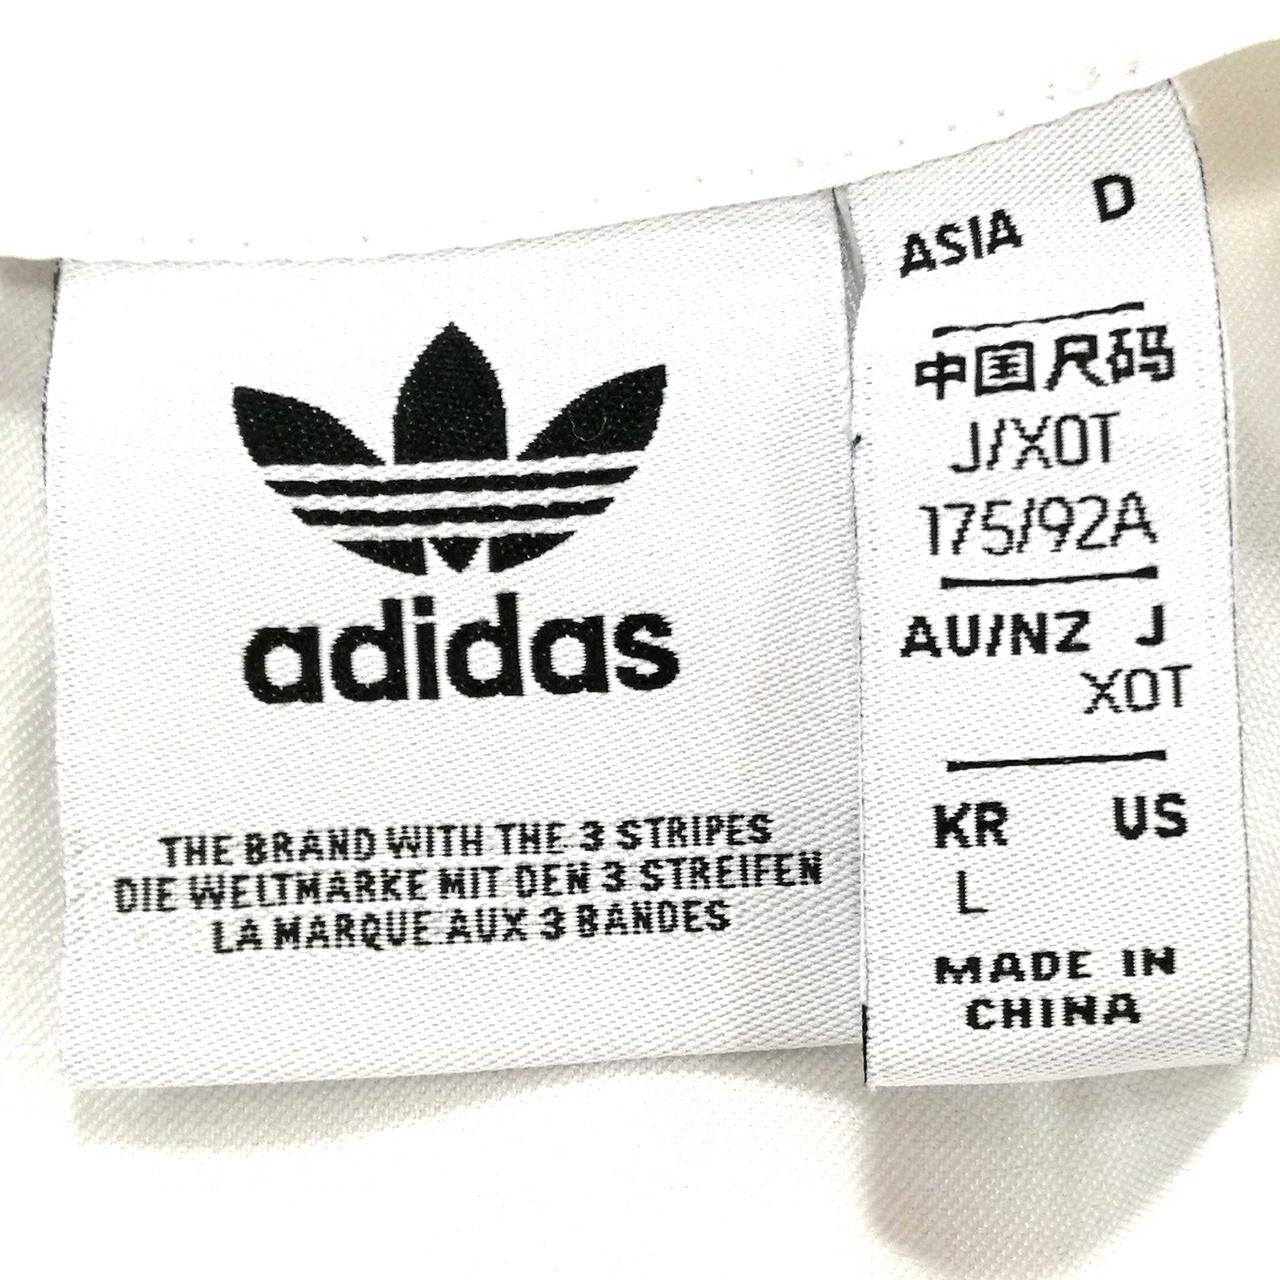 adidas
THE BRAND WITH THE 3 STRIPES
DIE WELTMARKE MIT DEN 3 STREIFEN
LA MARQUE AUX 3 BANDES
ASIA D
中国尺码
J/XOT
175/92A
AU/NZ J
XOT
KR US
L
MADE IN
CHINA